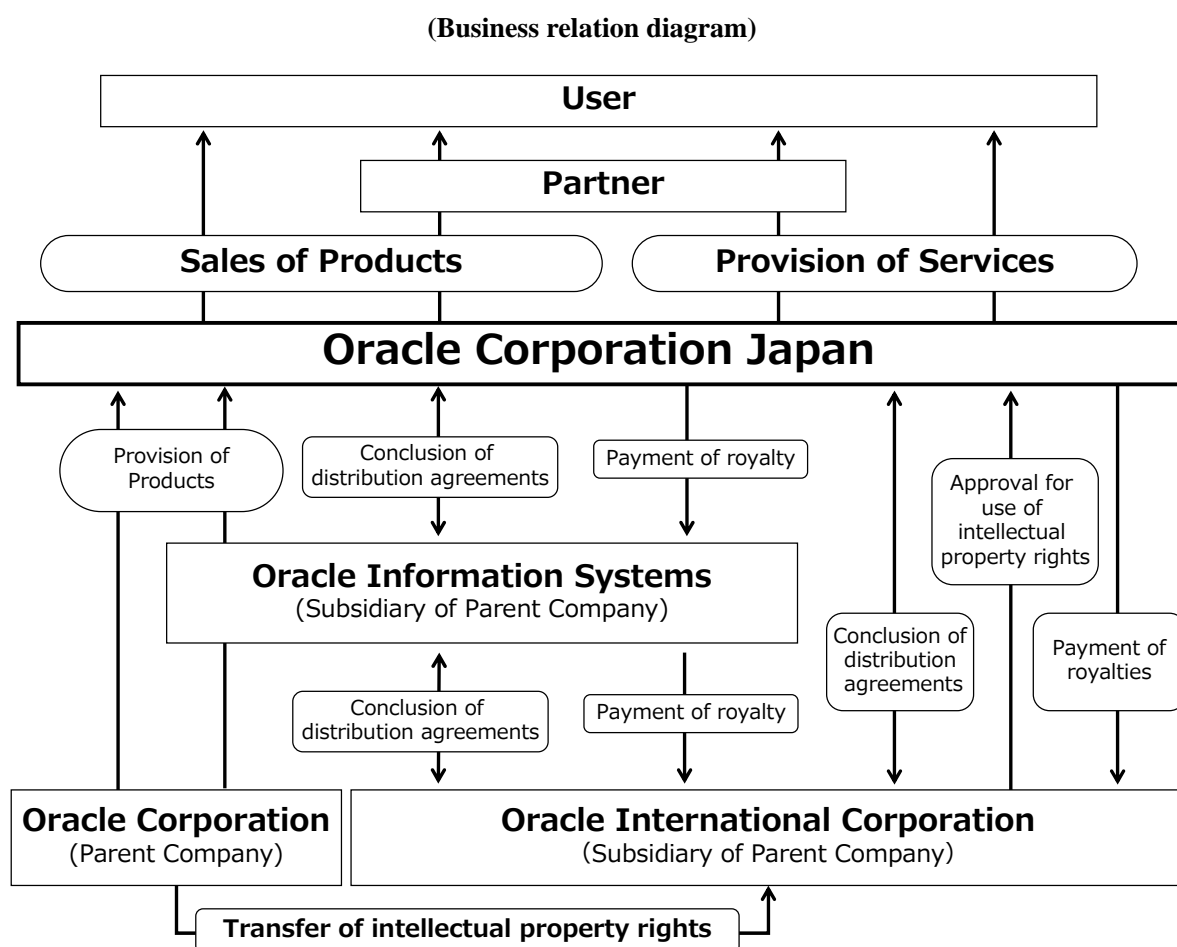 (Business relation diagram)
User
Partner
Sales of Products
Provision of Services
Oracle Corporation Japan
Provision of
Products
Conclusion of
distribution agreements
Payment of royalty
Approval for
use of
intellectual
property rights
Oracle Information Systems
(Subsidiary of Parent Company)
Conclusion of
distribution
agreements
Payment of
royalties
Conclusion of
distribution agreements
Payment of royalty
Oracle Corporation
(Parent Company)
Oracle International Corporation
(Subsidiary of Parent Company)
Transfer of intellectual property rights